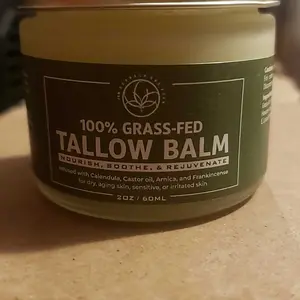 100% GRASS-FED
TALLOW BALM
NOURISH, SOOTHE, & REJUVENATE
infused with Calendula, Castor oil, Arnica, and Frankincense
for dry, aging skin, sensitive, or irritated skin.
2OZ / 60ML